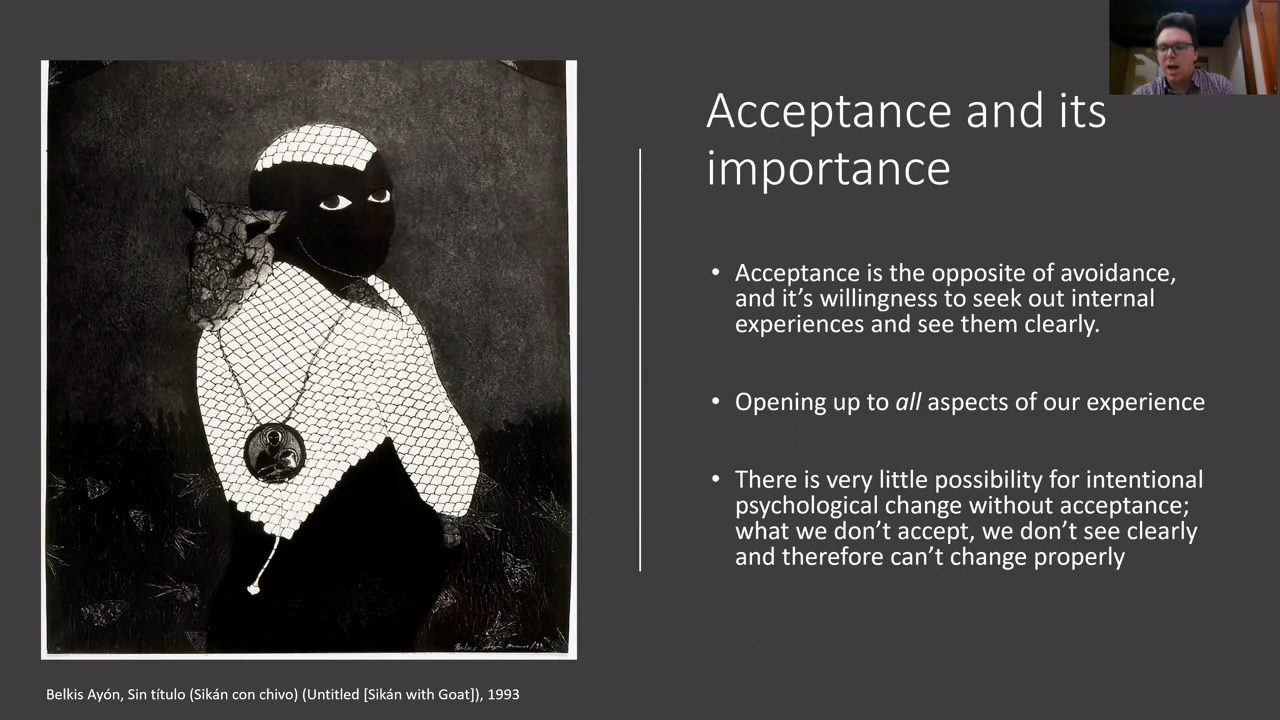 Acceptance and its
importance
• Acceptance is the opposite of avoidance,
and it’s willingness to seek out internal
experiences and see them clearly.
• Opening up to all aspects of our experience
• There is very little possibility for intentional
psychological change without acceptance;
what we don’t accept, we don’t see clearly
and therefore can’t change properly
Belkis Ayón, Sin título (Sikán con chivo) (Untitled [Sikán with Goat]), 1993